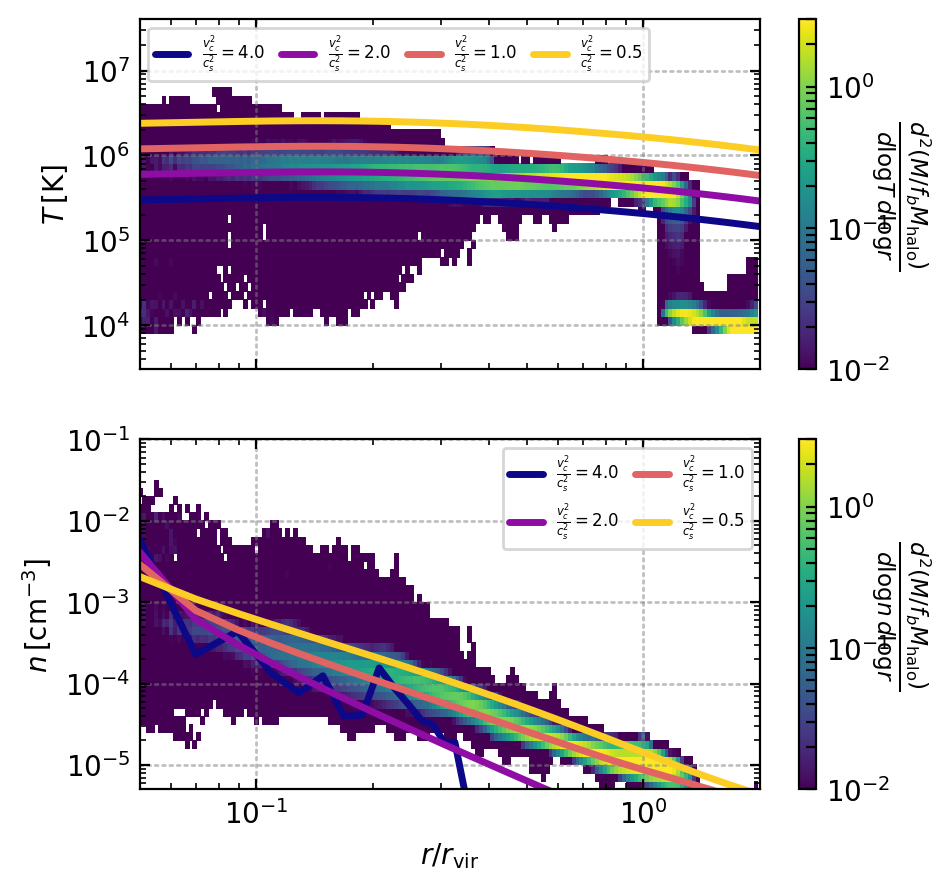 v_c^2/c_s^2 = 4.0 v_c^2/c_s^2 = 2.0 v_c^2/c_s^2 = 1.0 v_c^2/c_s^2 = 0.5
10^7
10^6
10^5
10^4
T [K]
10^0
10^-1
10^-2
d^2(M/f_b M_halo)
dlogT dlogr
v_c^2/c_s^2 = 4.0 v_c^2/c_s^2 = 1.0
v_c^2/c_s^2 = 2.0 v_c^2/c_s^2 = 0.5
10^-1
10^-2
10^-3
10^-4
10^-5
n [cm^-3]
10^-1 10^0
r/r_vir
10^0
10^-1
10^-2
d^2(M/f_b M_halo)
dlogn dlogr